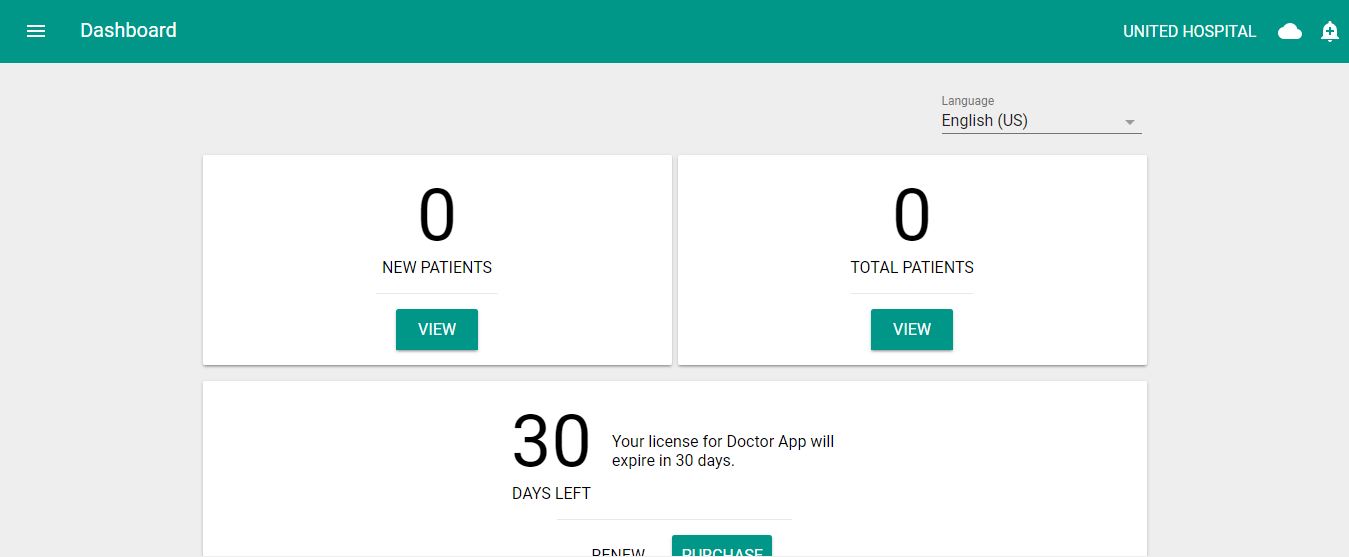 Dashboard
UNITED HOSPITAL
Language
English (US)
0
NEW PATIENTS
VIEW
0
TOTAL PATIENTS
VIEW
30
Your license for Doctor App will
expire in 30 days.
DAYS LEFT
RENEW
PURCHASE